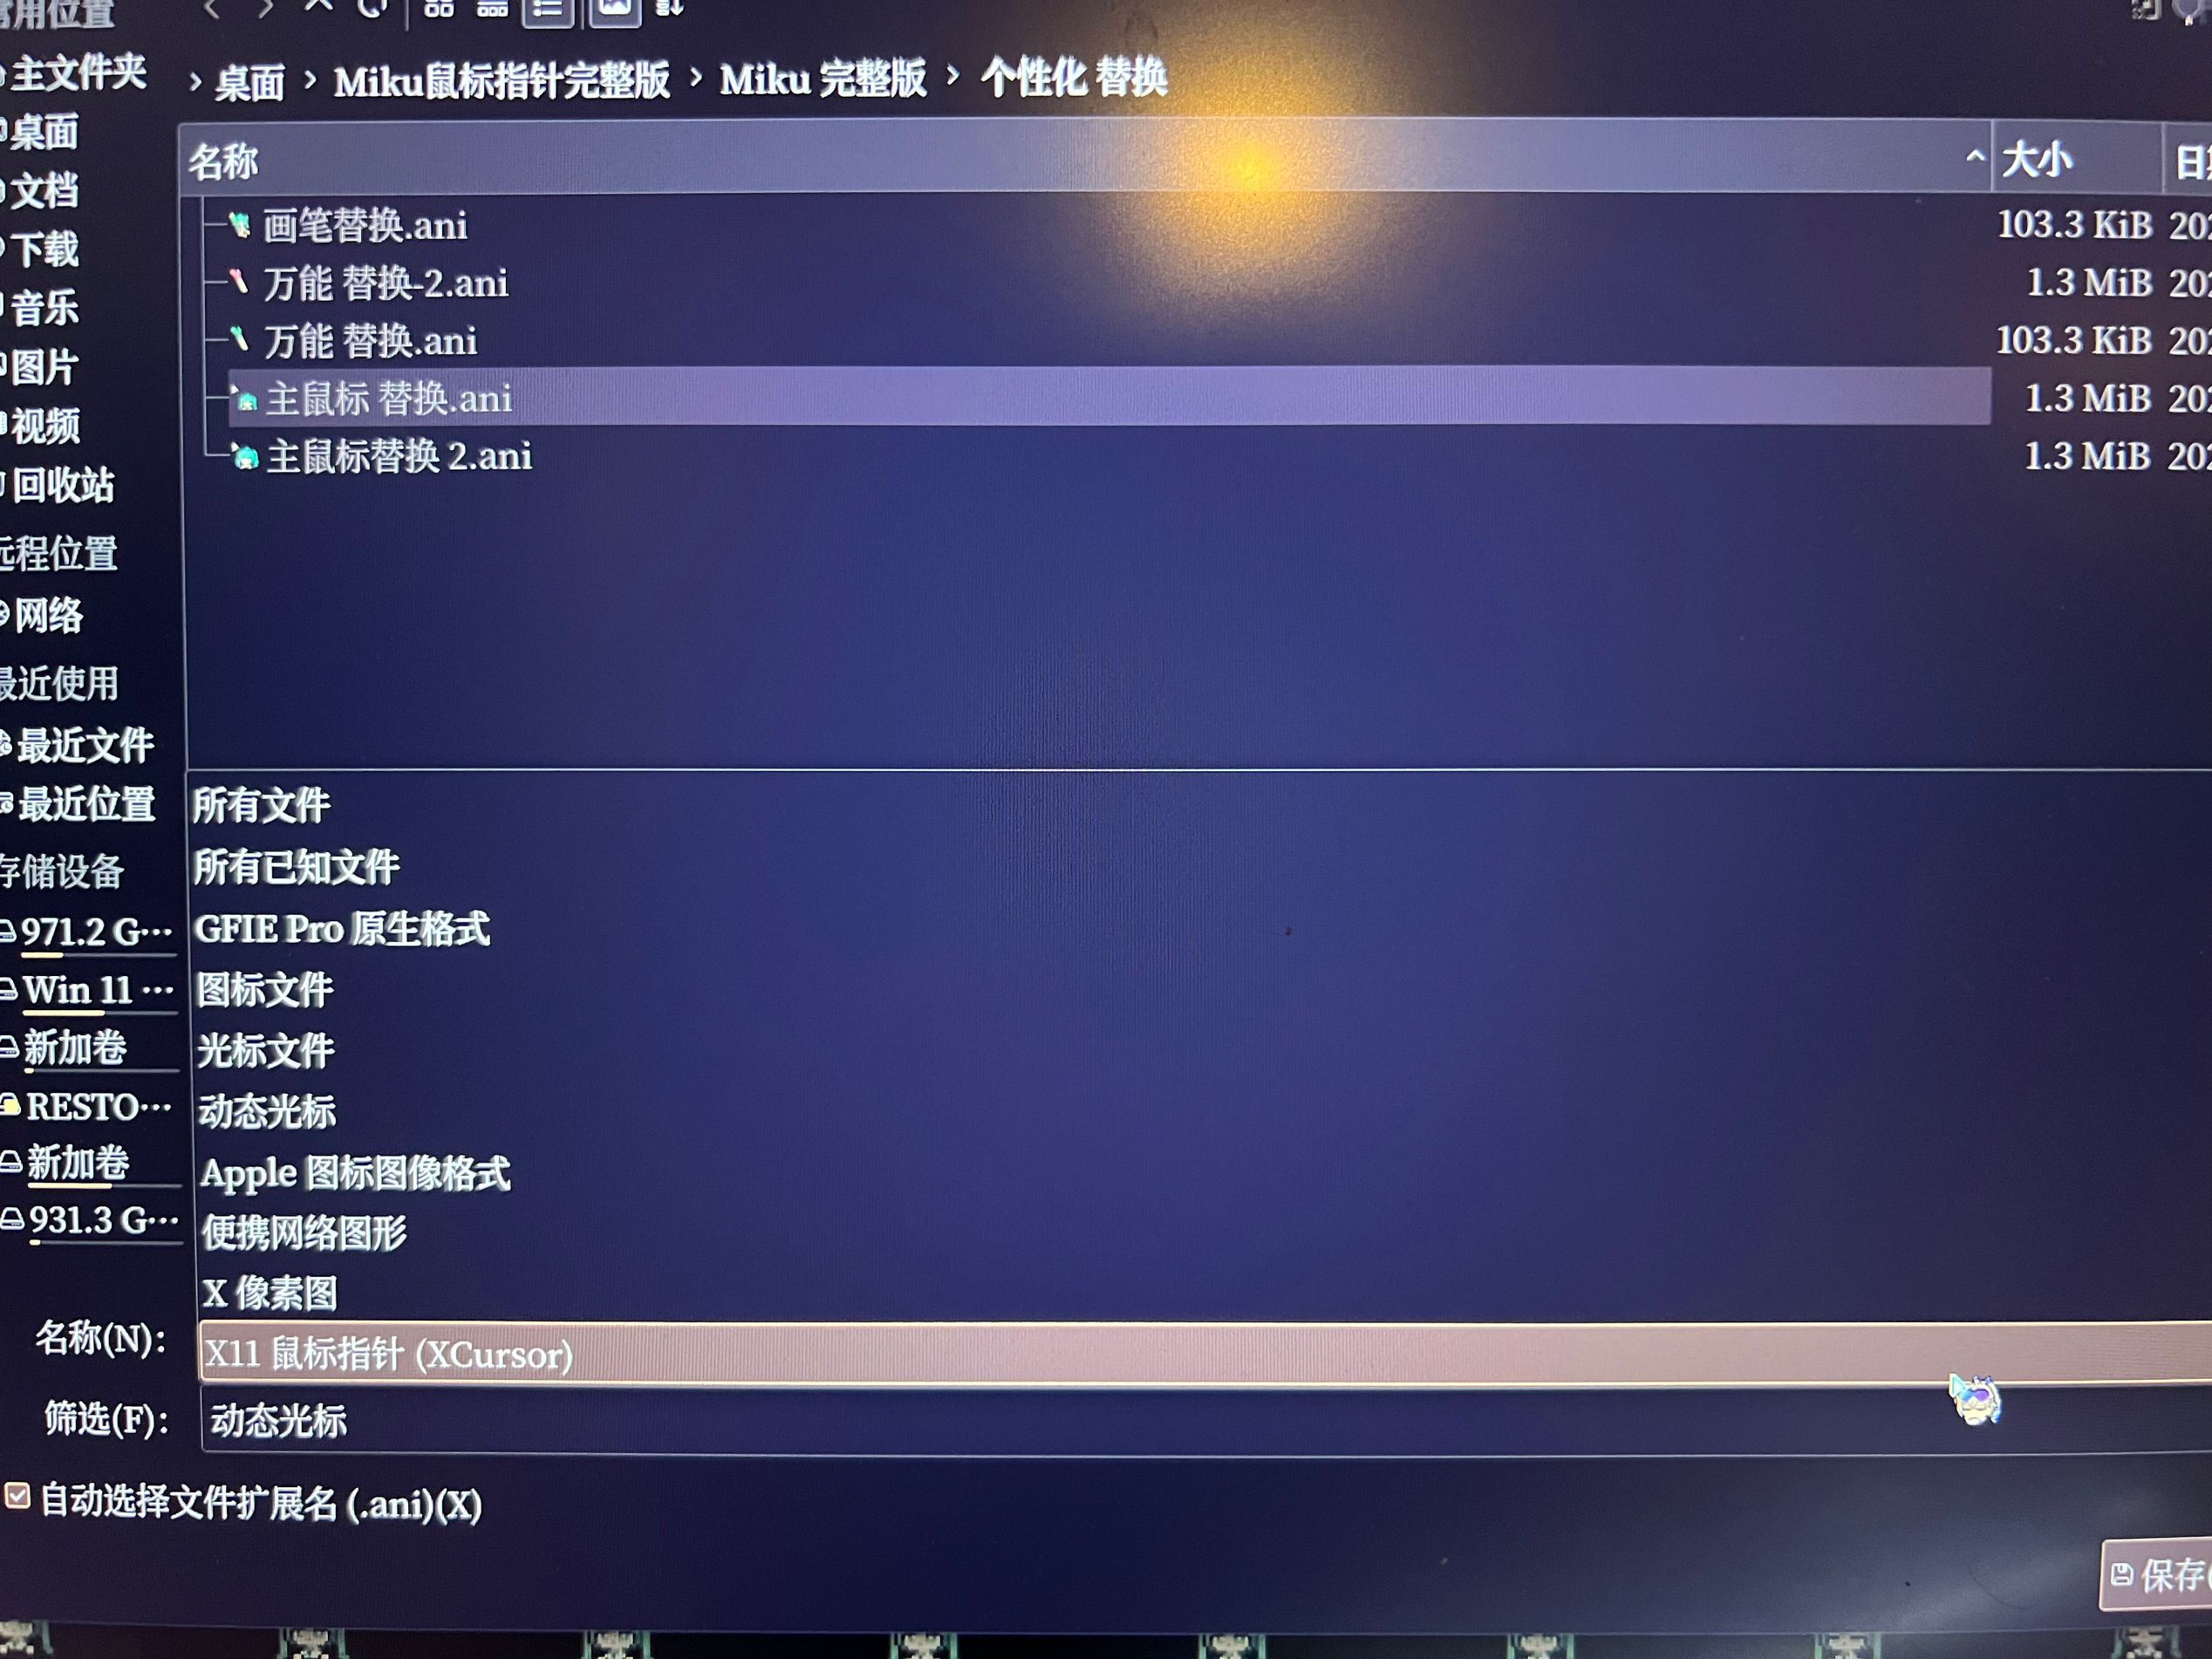 常用位置
主文件夹
桌面
文档
下载
音乐
图片
视频
回收站
远程位置
网络
最近使用
最近文件
最近位置
存储设备
971.2 G…
Win 11 …
新加卷
RESTO…
新加卷
931.3 G…
› 桌面 › Miku鼠标指针完整版 › Miku 完整版 › 个性化 替换
名称 大小
画笔替换.ani 103.3 KiB 202
万能 替换-2.ani 1.3 MiB 202
万能 替换.ani 103.3 KiB 202
主鼠标 替换.ani 1.3 MiB 202
主鼠标替换 2.ani 1.3 MiB 202
所有文件
所有已知文件
GFIE Pro 原生格式
图标文件
光标文件
动态光标
Apple 图标图像格式
便携网络图形
X 像素图
名称(N): X11 鼠标指针 (XCursor)
筛选(F): 动态光标
自动选择文件扩展名 (.ani)(X)
保存(